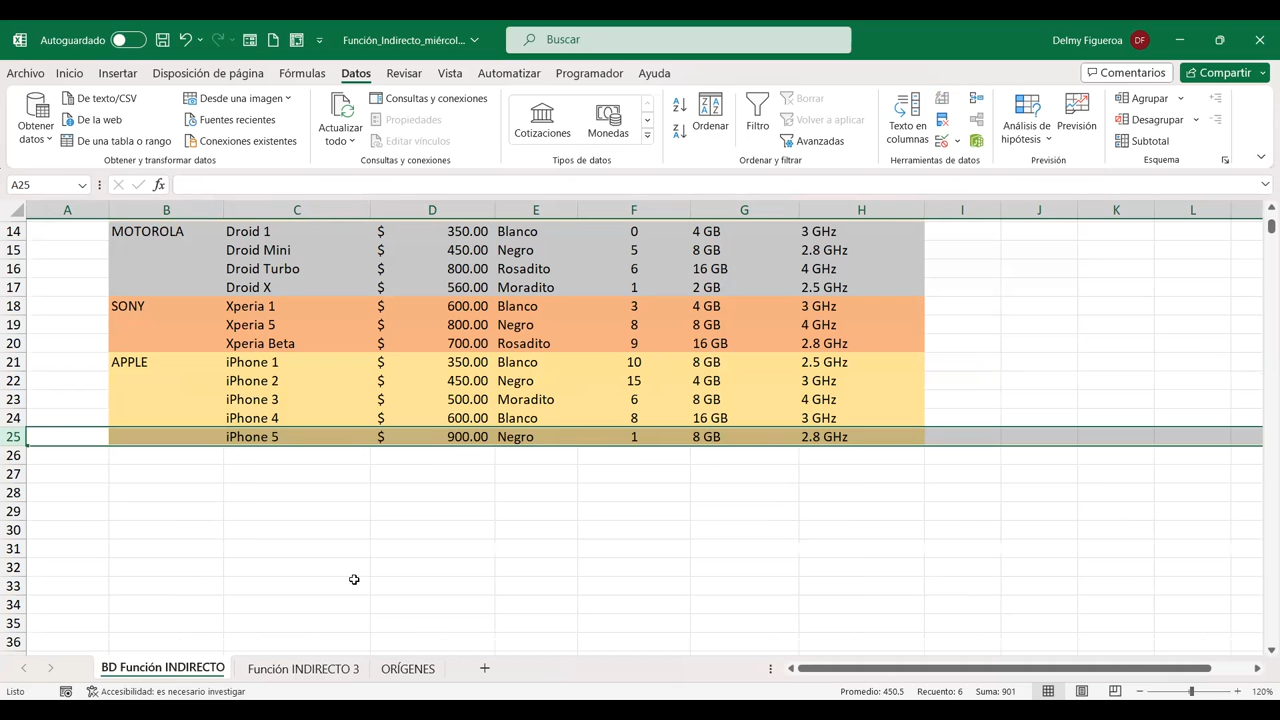 Autoguardado
Función_Indirecto_miércol...
Buscar
Delmy Figueroa
DF
Archivo Inicio Insertar Disposición de página Fórmulas Datos Revisar Vista Automatizar Programador Ayuda
Comentarios
Compartir
Obtener datos
De texto/CSV
De la web
De una tabla o rango
Desde una imagen
Fuentes recientes
Conexiones existentes
Obtener y transformar datos
Actualizar todo
Consultas y conexiones
Propiedades
Editar vínculos
Consultas y conexiones
Cotizaciones
Monedas
Tipos de datos
Ordenar
Filtro
Borrar
Volver a aplicar
Avanzadas
Ordenar y filtrar
Texto en columnas
Herramientas de datos
Análisis de hipótesis
Previsión
Previsión
Agrupar
Desagrupar
Subtotal
Esquema
A25
fx
A B C D E F G H I J K L
14 MOTOROLA Droid 1 $ 350.00 Blanco 0 4 GB 3 GHz
15 Droid Mini $ 450.00 Negro 5 8 GB 2.8 GHz
16 Droid Turbo $ 800.00 Rosadito 6 16 GB 4 GHz
17 Droid X $ 560.00 Moradito 1 2 GB 2.5 GHz
18 SONY Xperia 1 $ 600.00 Blanco 3 4 GB 3 GHz
19 Xperia 5 $ 800.00 Negro 8 8 GB 4 GHz
20 Xperia Beta $ 700.00 Rosadito 9 16 GB 2.8 GHz
21 APPLE iPhone 1 $ 350.00 Blanco 10 8 GB 2.5 GHz
22 iPhone 2 $ 450.00 Negro 15 4 GB 3 GHz
23 iPhone 3 $ 500.00 Moradito 6 8 GB 4 GHz
24 iPhone 4 $ 600.00 Blanco 8 16 GB 3 GHz
25 iPhone 5 $ 900.00 Negro 1 8 GB 2.8 GHz
26
27
28
29
30
31
32
33
34
35
36
BD Función INDIRECTO Función INDIRECTO 3 ORÍGENES
Listo
Accesibilidad: es necesario investigar
Promedio: 450.5 Recuento: 6 Suma: 901
120%